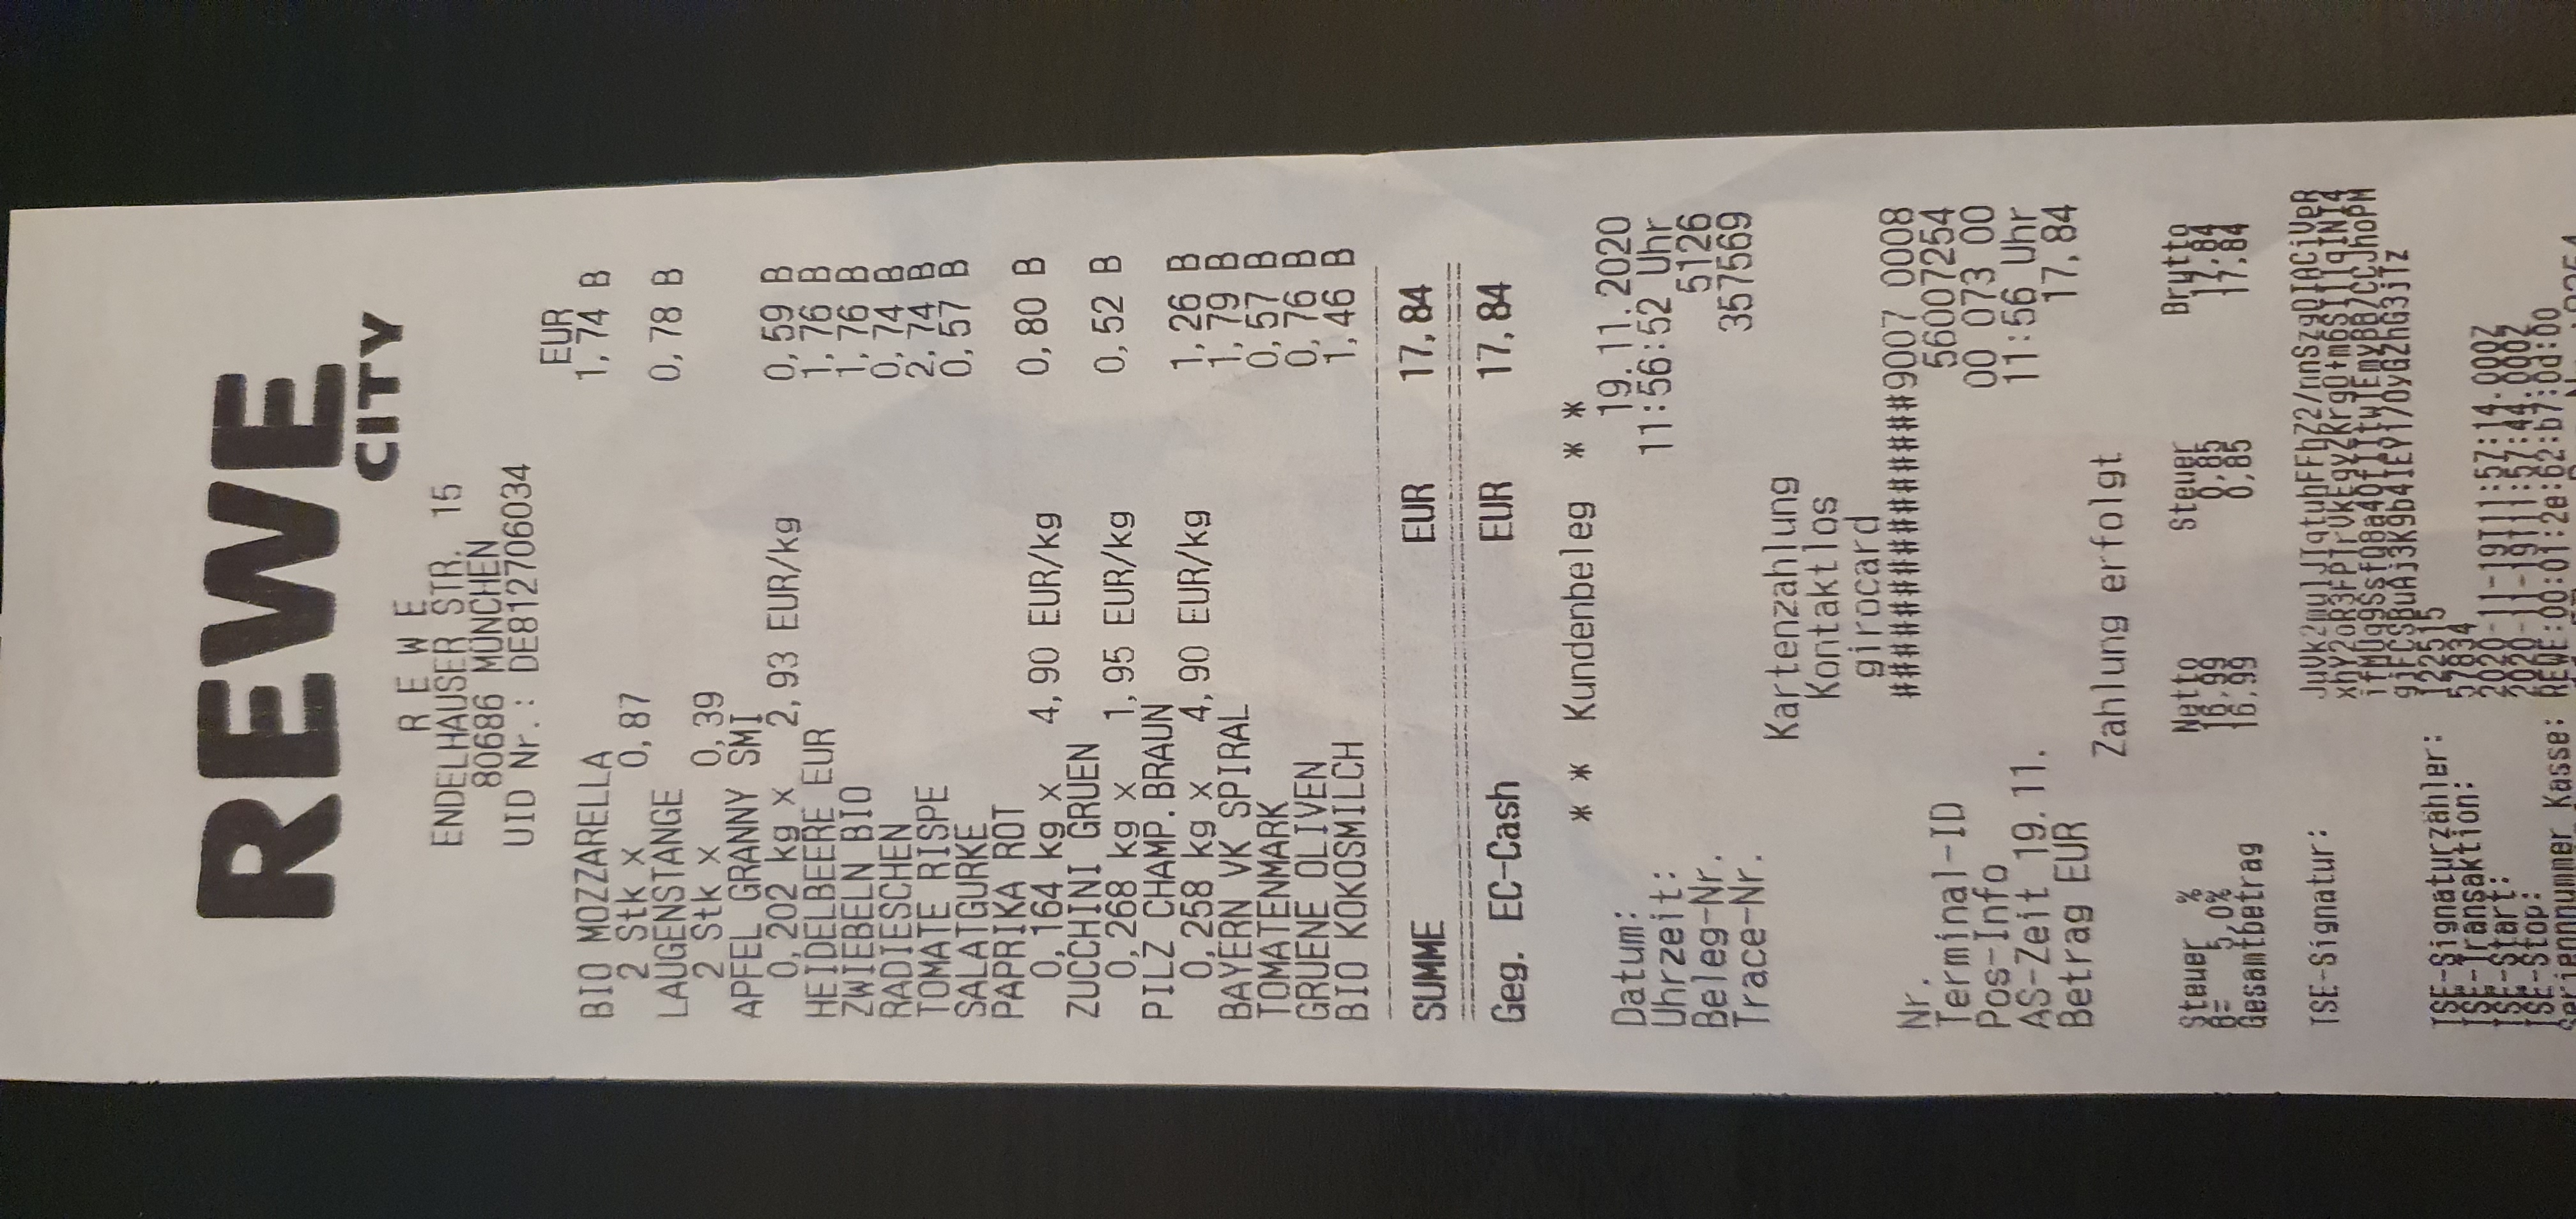 REWE
CITY
R E W E
ENDELHAUSER STR. 15
80686 MÜNCHEN
UID Nr.: DE812706034
EUR
BIO MOZZARELLA 1,74 B
2 Stk x 0,87
LAUGENSTANGE 0,78 B
2 Stk x 0,39
APFEL GRANNY SMI
0,202 kg x 2,93 EUR/kg 0,59 B
HEIDELBEERE EUR 1,76 B
ZWIEBELN BIO 1,76 B
RADIESCHEN 0,74 B
TOMATE RISPE 2,74 B
SALATGURKE 0,57 B
PAPRIKA ROT
0,164 kg x 4,90 EUR/kg 0,80 B
ZUCCHINI GRUEN
0,268 kg x 1,95 EUR/kg 0,52 B
PILZ CHAMP.BRAUN
0,258 kg x 4,90 EUR/kg 1,26 B
BAYERN VK SPIRAL 1,79 B
TOMATENMARK 0,57 B
GRUENE OLIVEN 0,76 B
BIO KOKOSMILCH 1,46 B
SUMME EUR 17,84
Geg. EC-Cash EUR 17,84
* * Kundenbeleg * *
Datum: 19.11.2020
Uhrzeit: 11:56:52 Uhr
Beleg-Nr. 5126
Trace-Nr. 357569
Kartenzahlung
Kontaktlos
girocard
Nr. ###############9007 0008
Terminal-ID 56007254
Pos-Info 00 073 00
AS-Zeit 19.11. 11:56 Uhr
Betrag EUR 17,84
Zahlung erfolgt
Steuer % Netto Steuer Brutto
B= 5,0% 16,99 0,85 17,84
Gesamtbetrag 16,99 0,85 17,84
TSE-Signatur:
TSE-Signaturzähler: 122515
TSE-Transaktion: 57834
TSE-Start: 2020-11-19T11:57:14.000Z
TSE-Stop: 2020-11-19T11:57:44.000Z
Seriennnummer Kasse: REWE:00:01:2e:62:b7:0d:00